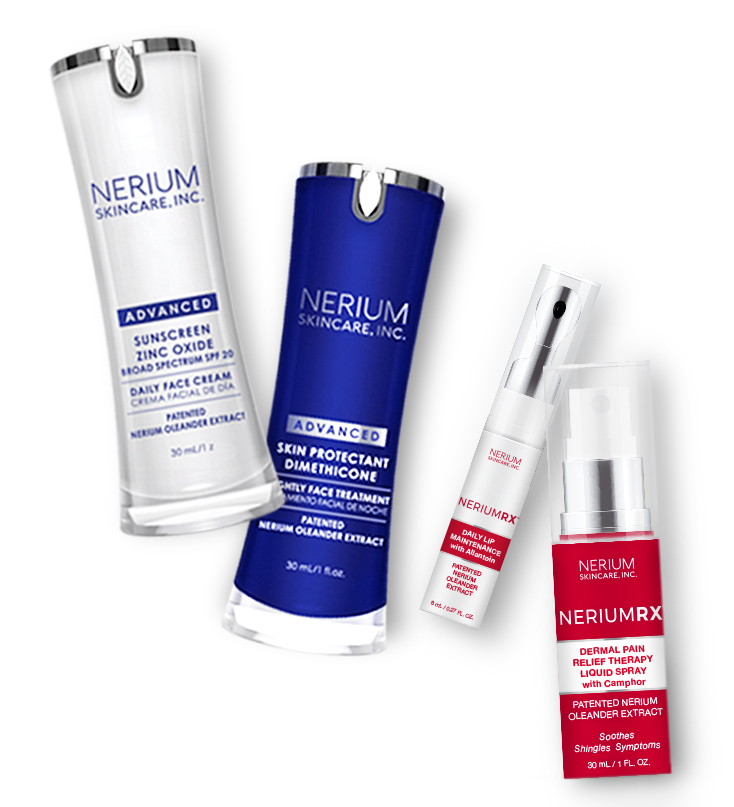 NERIUM
SKINCARE, INC.
ADVANCED
SUNSCREEN
ZINC OXIDE
BROAD SPECTRUM SPF 20
DAILY FACE CREAM
CREMA FACIAL DE DÍA
PATENTED
NERIUM OLEANDER EXTRACT
30 mL/1
NERIUM
SKINCARE, INC.
ADVANCED
SKIN PROTECTANT
DIMETHICONE
FACE TREATMENT
FACIAL DE NOCHE
PATENTED
NERIUM OLEANDER EXTRACT
30 mL/1 fl.oz.
NERIUM
SKINCARE, INC.
NERIUMRX™
DAILY LIP
MAINTENANCE
with Allantoin
PATENTED
NERIUM
OLEANDER
EXTRACT
8 mL / 0.27 FL. OZ.
NERIUM
SKINCARE, INC.
NERIUMRX
DERMAL PAIN
RELIEF THERAPY
LIQUID SPRAY
with Camphor
PATENTED NERIUM
OLEANDER EXTRACT
Soothes
Shingles Symptoms
30 mL / 1 FL. OZ.